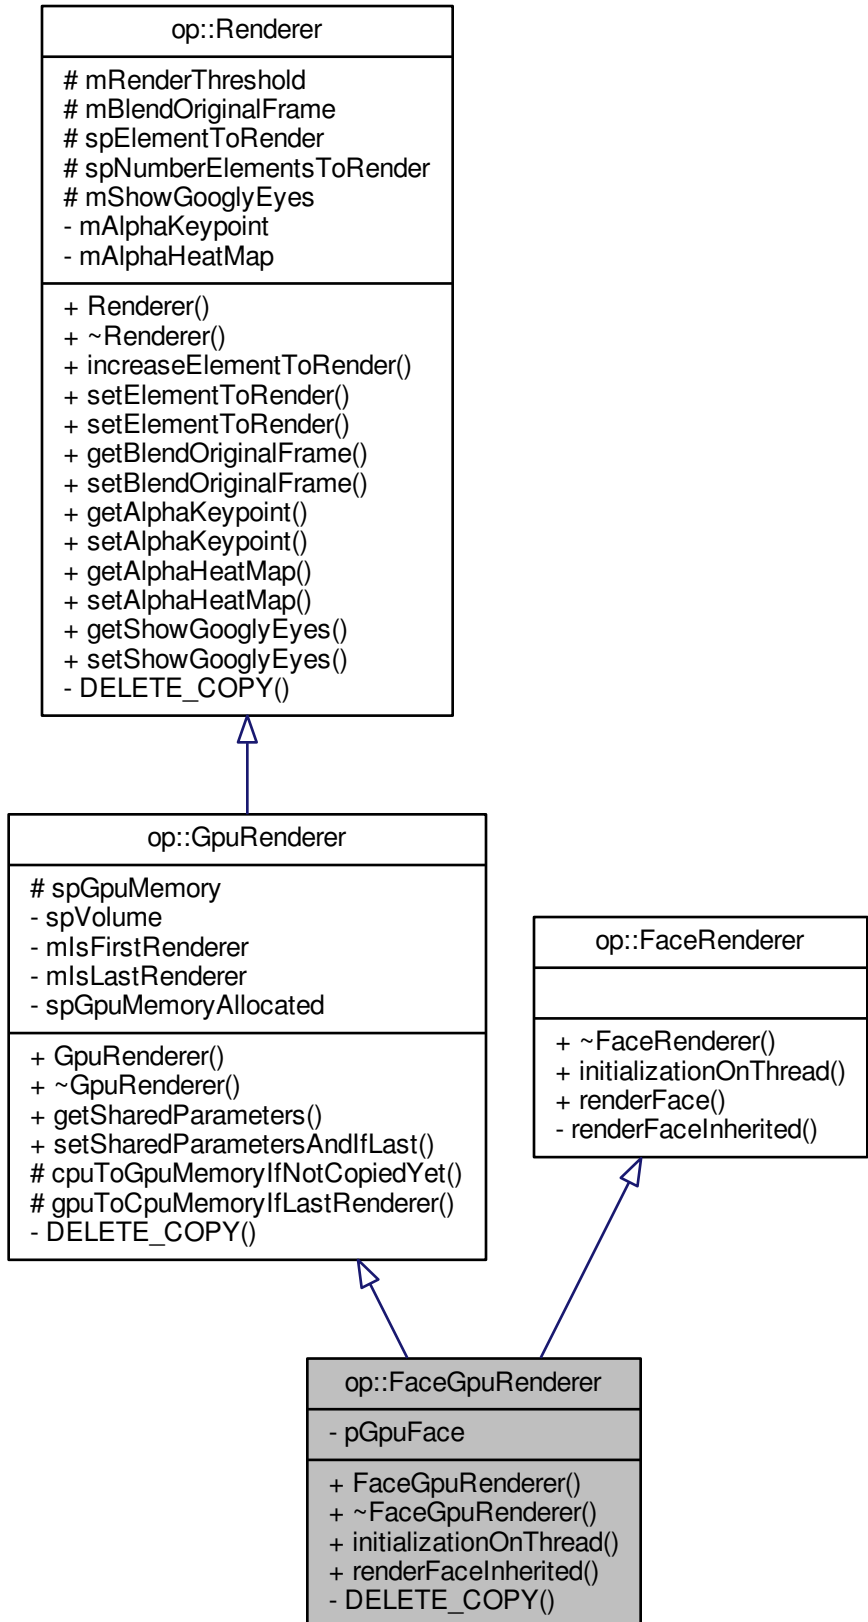 op::Renderer
# mRenderThreshold
# mBlendOriginalFrame
# spElementToRender
# spNumberElementsToRender
# mShowGooglyEyes
- mAlphaKeypoint
- mAlphaHeatMap
+ Renderer()
+ ~Renderer()
+ increaseElementToRender()
+ setElementToRender()
+ setElementToRender()
+ getBlendOriginalFrame()
+ setBlendOriginalFrame()
+ getAlphaKeypoint()
+ setAlphaKeypoint()
+ getAlphaHeatMap()
+ setAlphaHeatMap()
+ getShowGooglyEyes()
+ setShowGooglyEyes()
- DELETE_COPY()
op::GpuRenderer
# spGpuMemory
- spVolume
- mIsFirstRenderer
- mIsLastRenderer
- spGpuMemoryAllocated
+ GpuRenderer()
+ ~GpuRenderer()
+ getSharedParameters()
+ setSharedParametersAndIfLast()
# cpuToGpuMemoryIfNotCopiedYet()
# gpuToCpuMemoryIfLastRenderer()
- DELETE_COPY()
op::FaceRenderer
+ ~FaceRenderer()
+ initializationOnThread()
+ renderFace()
- renderFaceInherited()
op::FaceGpuRenderer
- pGpuFace
+ FaceGpuRenderer()
+ ~FaceGpuRenderer()
+ initializationOnThread()
+ renderFaceInherited()
- DELETE_COPY()